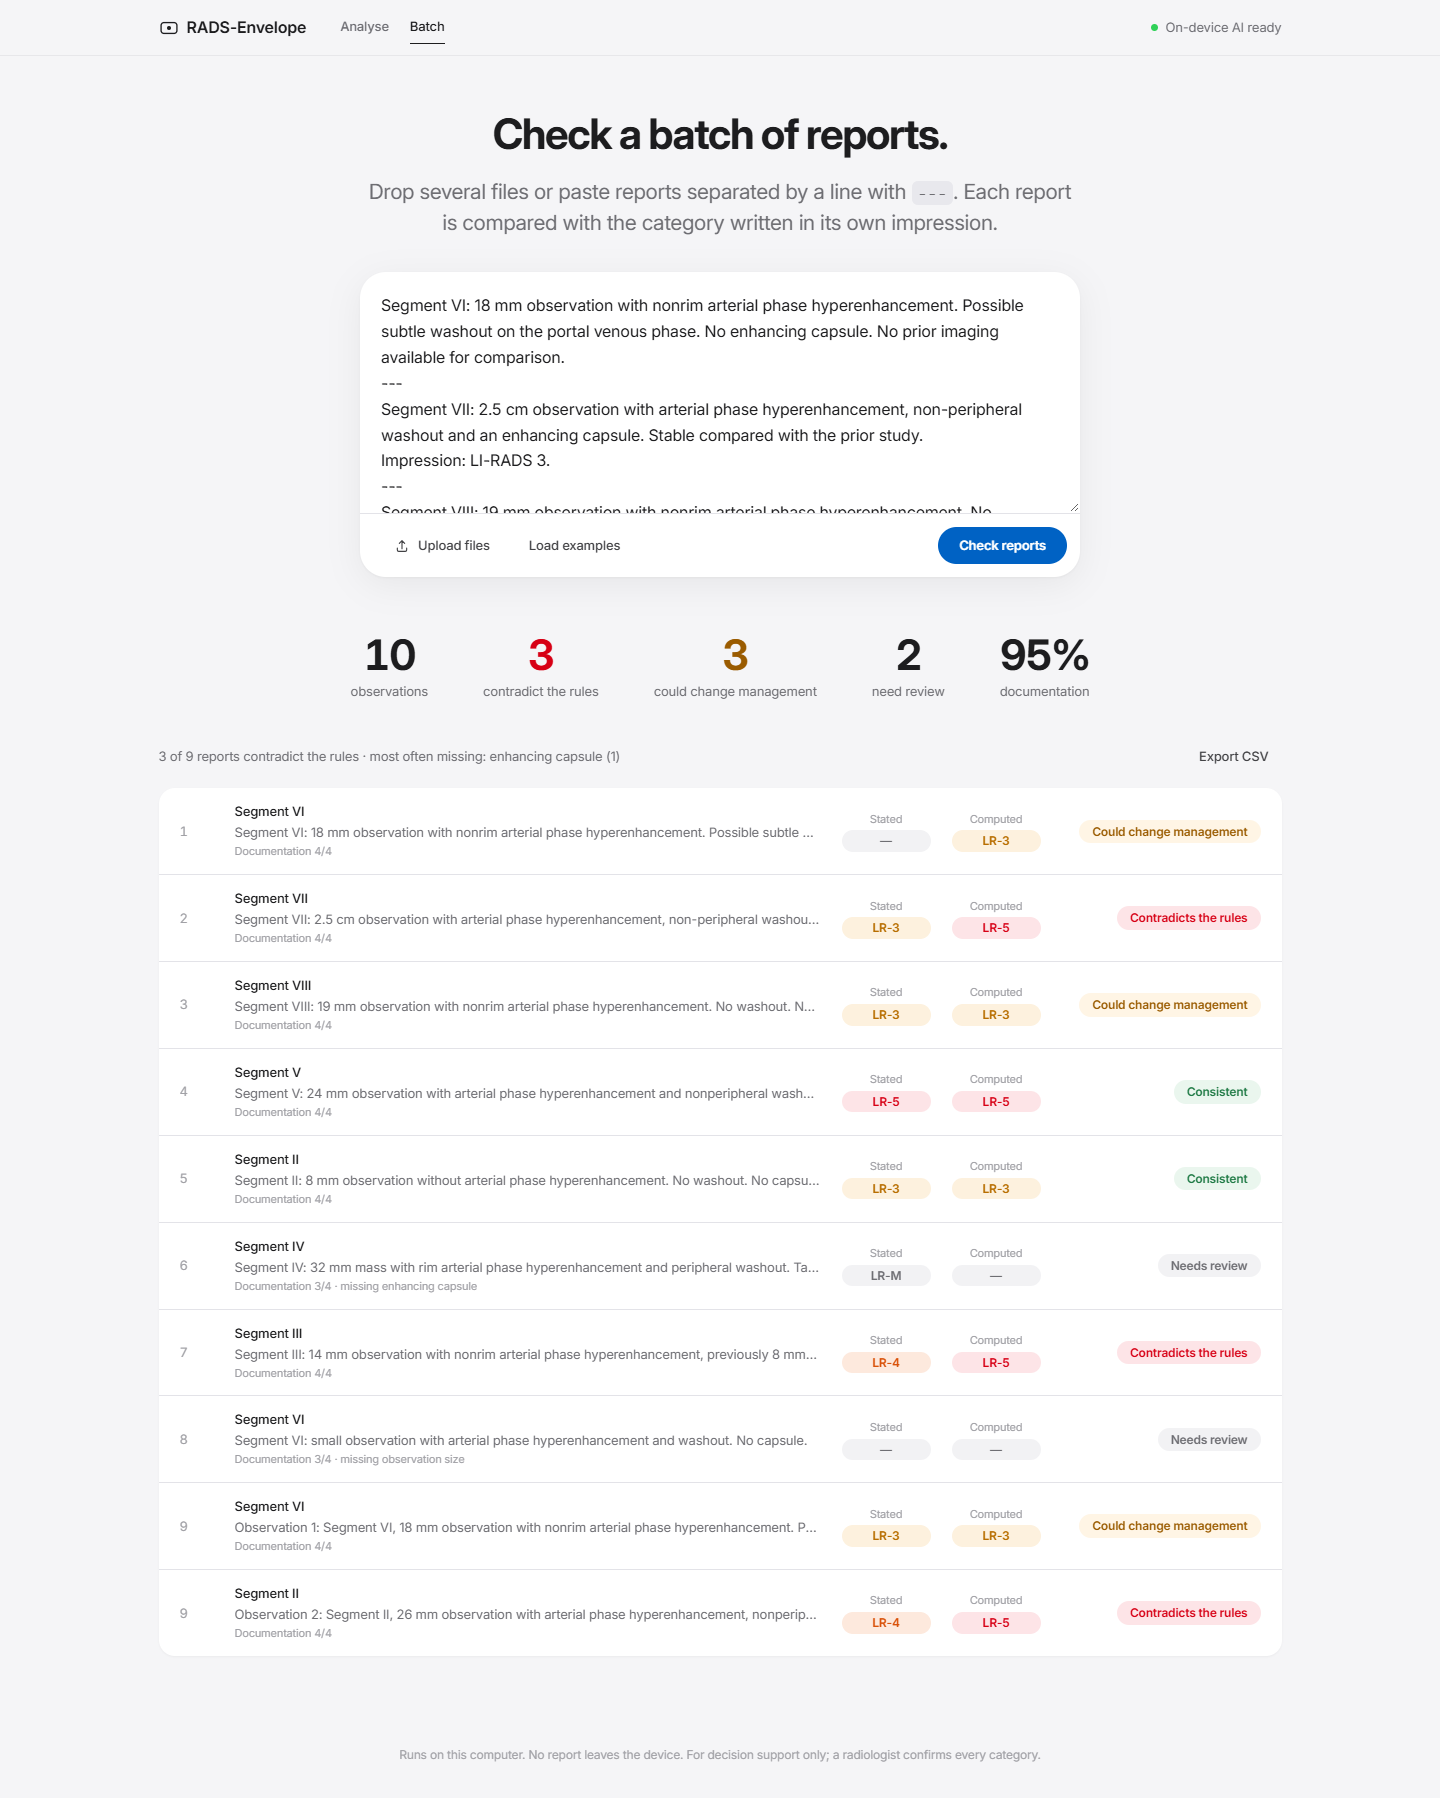 RADS-Envelope
Analyse
Batch
On-device AI ready
Check a batch of reports.
Drop several files or paste reports separated by a line with ---. Each report
is compared with the category written in its own impression.
Segment VI: 18 mm observation with nonrim arterial phase hyperenhancement. Possible
subtle washout on the portal venous phase. No enhancing capsule. No prior imaging
available for comparison.
---
Segment VII: 2.5 cm observation with arterial phase hyperenhancement, non-peripheral
washout and an enhancing capsule. Stable compared with the prior study.
Impression: LI-RADS 3.
---
Segment VIII: 19 mm observation with nonrim arterial phase hyperenhancement. No
Upload files
Load examples
Check reports
10
observations
3
contradict the rules
3
could change management
2
need review
95%
documentation
3 of 9 reports contradict the rules · most often missing: enhancing capsule (1)
Export CSV
1
Segment VI
Segment VI: 18 mm observation with nonrim arterial phase hyperenhancement. Possible subtle ...
Documentation 4/4
Stated
—
Computed
LR-3
Could change management
2
Segment VII
Segment VII: 2.5 cm observation with arterial phase hyperenhancement, non-peripheral washou...
Documentation 4/4
Stated
LR-3
Computed
LR-5
Contradicts the rules
3
Segment VIII
Segment VIII: 19 mm observation with nonrim arterial phase hyperenhancement. No washout. N...
Documentation 4/4
Stated
LR-3
Computed
LR-3
Could change management
4
Segment V
Segment V: 24 mm observation with arterial phase hyperenhancement and nonperipheral wash...
Documentation 4/4
Stated
LR-5
Computed
LR-5
Consistent
5
Segment II
Segment II: 8 mm observation without arterial phase hyperenhancement. No washout. No capsu...
Documentation 4/4
Stated
LR-3
Computed
LR-3
Consistent
6
Segment IV
Segment IV: 32 mm mass with rim arterial phase hyperenhancement and peripheral washout. Ta...
Documentation 3/4 · missing enhancing capsule
Stated
LR-M
Computed
—
Needs review
7
Segment III
Segment III: 14 mm observation with nonrim arterial phase hyperenhancement, previously 8 mm...
Documentation 4/4
Stated
LR-4
Computed
LR-5
Contradicts the rules
8
Segment VI
Segment VI: small observation with arterial phase hyperenhancement and washout. No capsule.
Documentation 3/4 · missing observation size
Stated
—
Computed
—
Needs review
9
Segment VI
Observation 1: Segment VI, 18 mm observation with nonrim arterial phase hyperenhancement. P...
Documentation 4/4
Stated
LR-3
Computed
LR-3
Could change management
9
Segment II
Observation 2: Segment II, 26 mm observation with arterial phase hyperenhancement, nonperip...
Documentation 4/4
Stated
LR-4
Computed
LR-5
Contradicts the rules
Runs on this computer. No report leaves the device. For decision support only; a radiologist confirms every category.